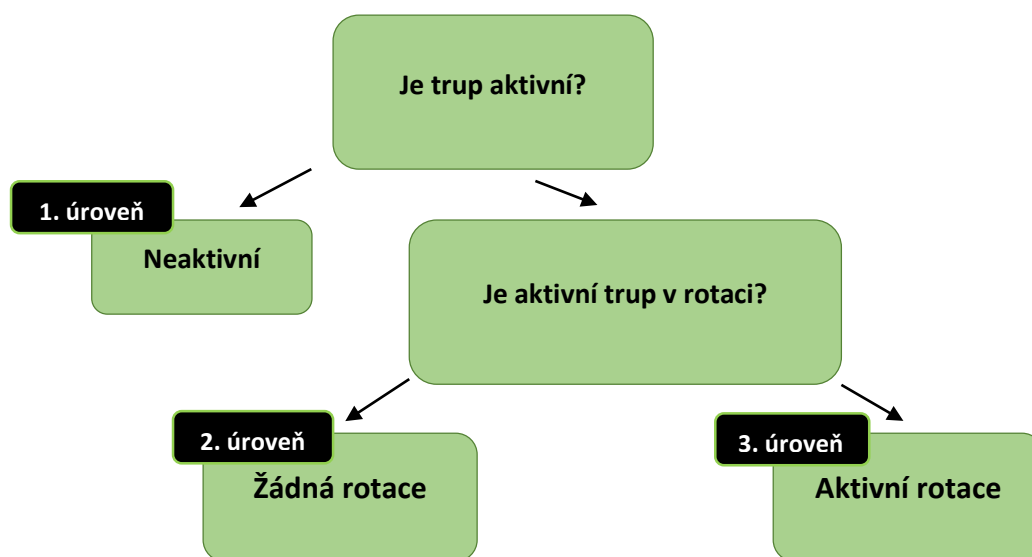 Je trup aktivní?
1. úroveň
Neaktivní
Je aktivní trup v rotaci?
2. úroveň
Žádná rotace
3. úroveň
Aktivní rotace